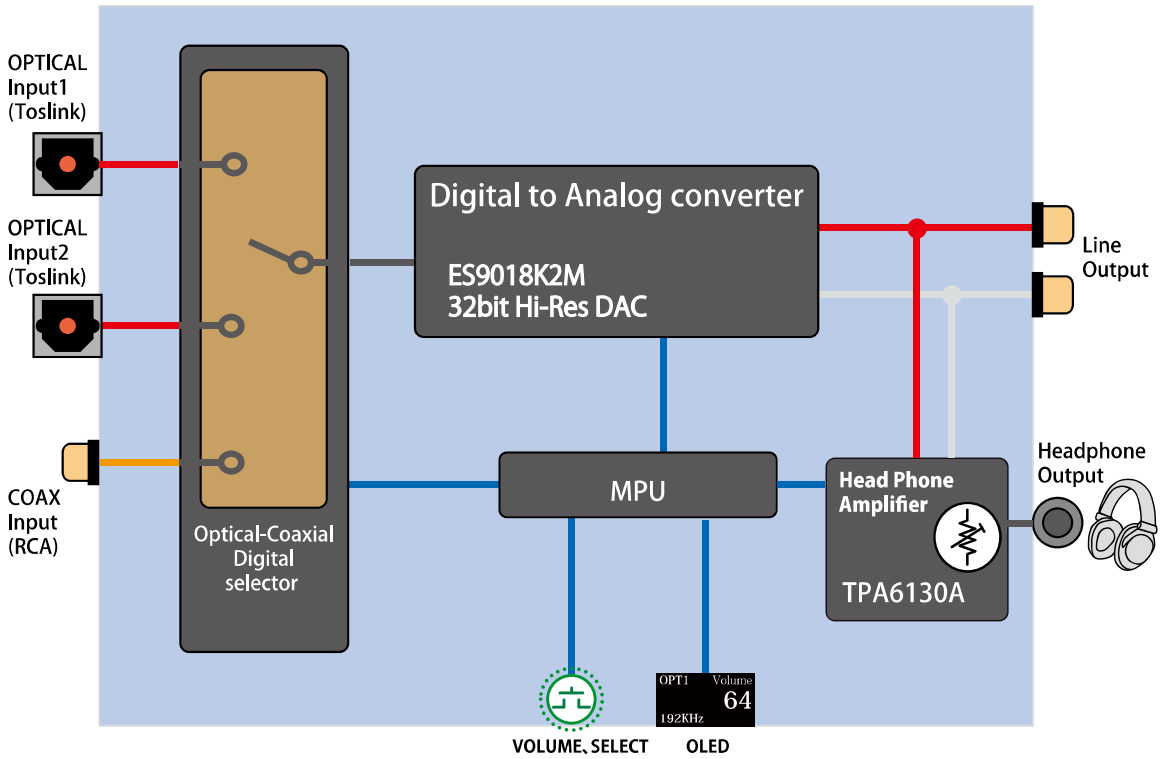 OPTICAL
Input1
(Toslink)
OPTICAL
Input2
(Toslink)
COAX
Input
(RCA)
Optical-Coaxial
Digital
selector
Digital to Analog converter
ES9018K2M
32bit Hi-Res DAC
Line
Output
MPU
Head Phone
Amplifier
TPA6130A
Headphone
Output
OPT1 Volume
64
192KHz
VOLUME、SELECT
OLED